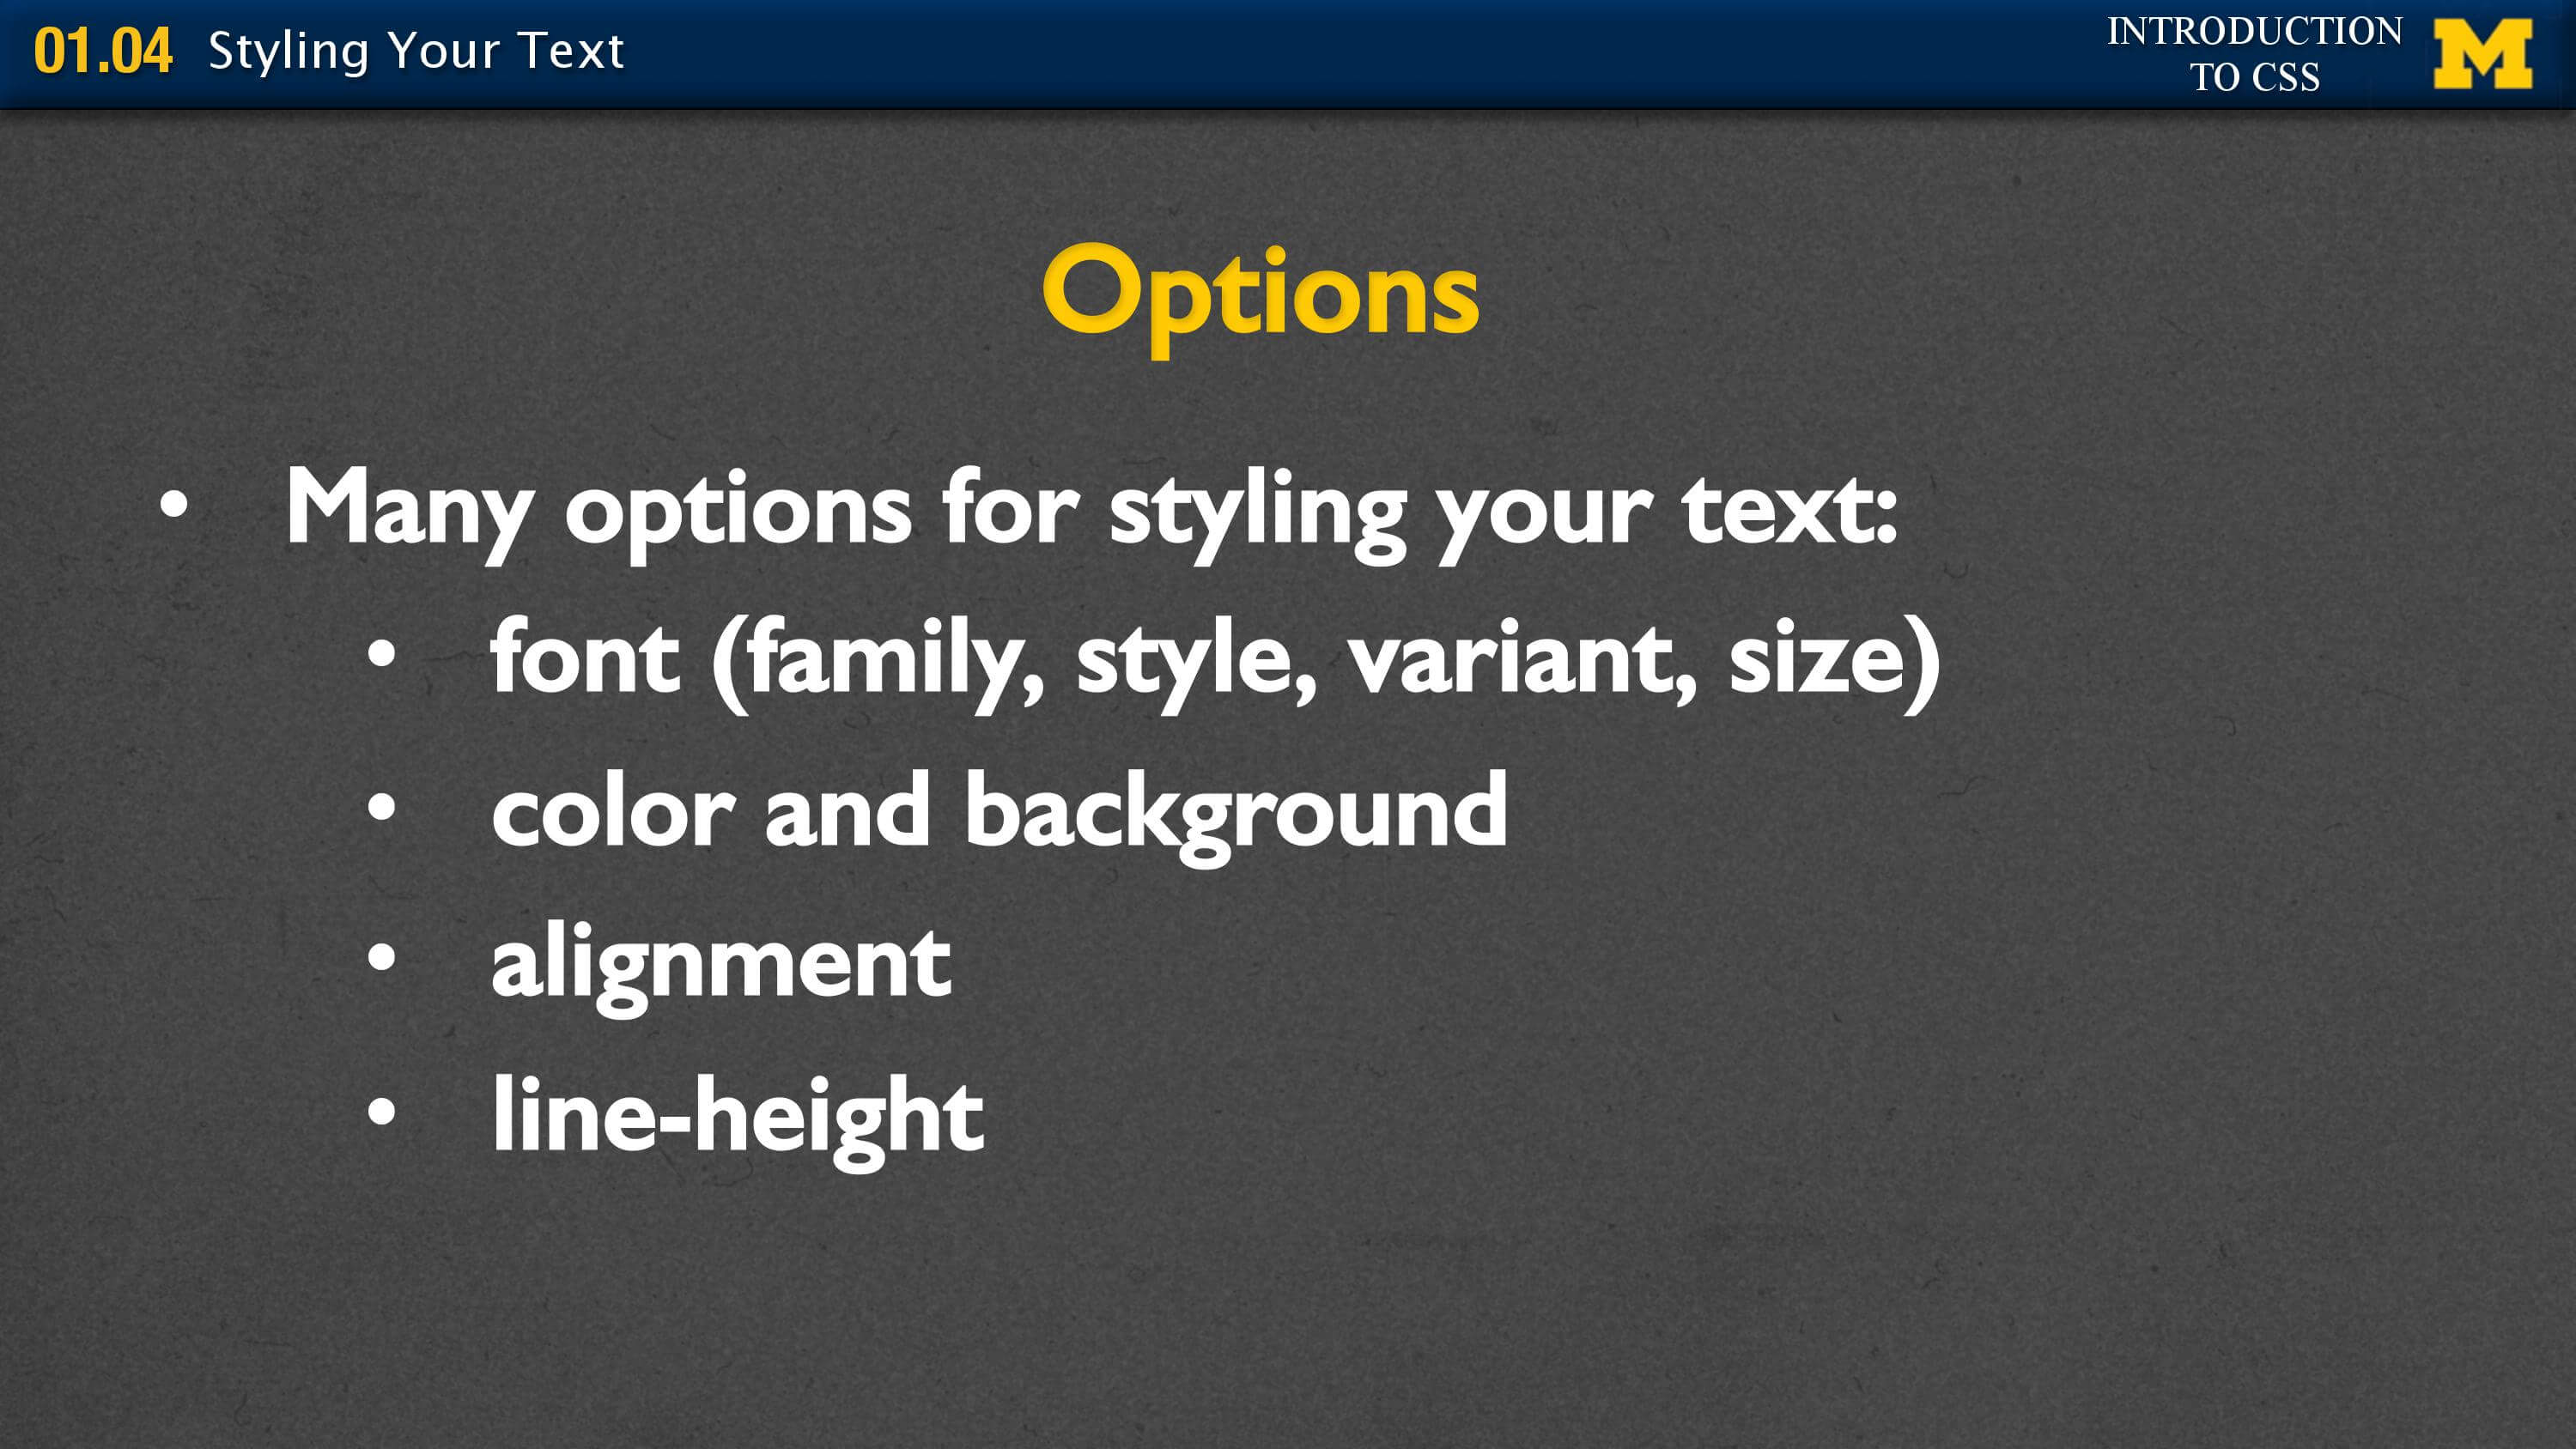 01.04 Styling Your Text
INTRODUCTION
TO CSS
M
Options
• Many options for styling your text:
• font (family, style, variant, size)
• color and background
• alignment
• line-height